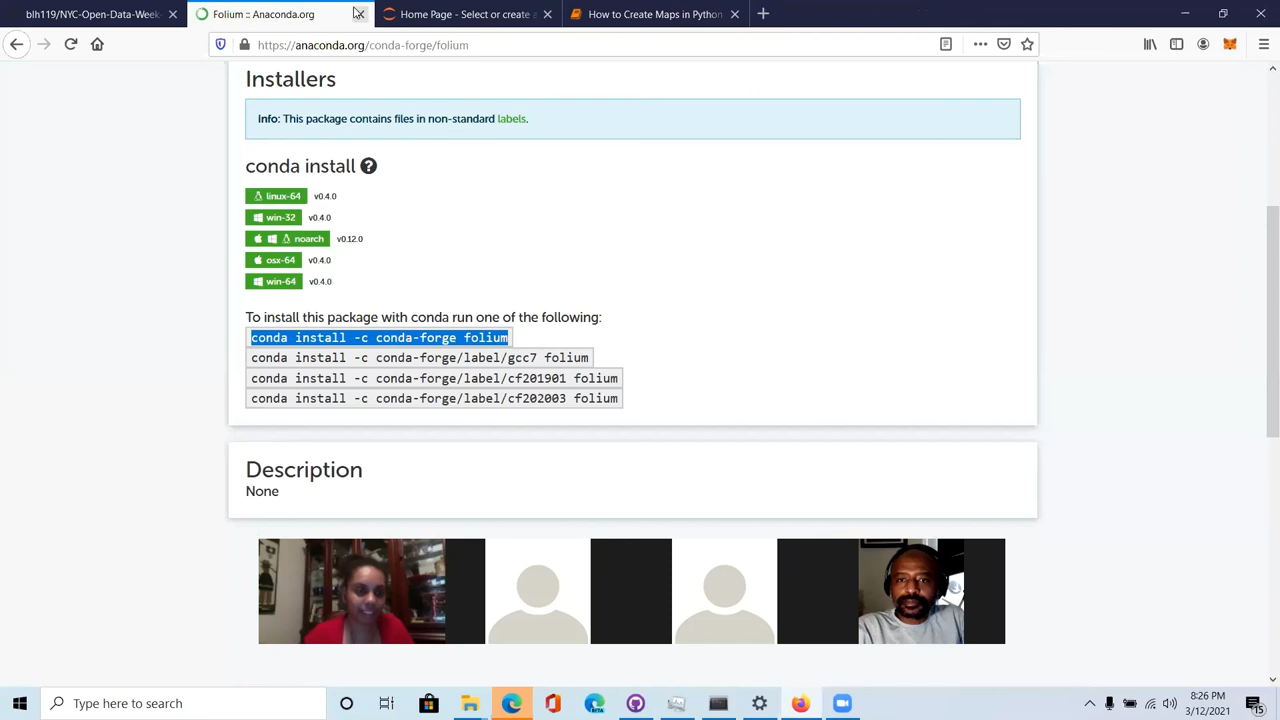 blh119/NYC-Open-Data-Week-
Folium :: Anaconda.org
Home Page - Select or create a
How to Create Maps in Python
https://anaconda.org/conda-forge/folium
Installers
Info: This package contains files in non-standard labels.
conda install ?
linux-64 v0.4.0
win-32 v0.4.0
noarch v0.12.0
osx-64 v0.4.0
win-64 v0.4.0
To install this package with conda run one of the following:
conda install -c conda-forge folium
conda install -c conda-forge/label/gcc7 folium
conda install -c conda-forge/label/cf201901 folium
conda install -c conda-forge/label/cf202003 folium
Description
None
Type here to search
BETA
8:26 PM
3/12/2021
15